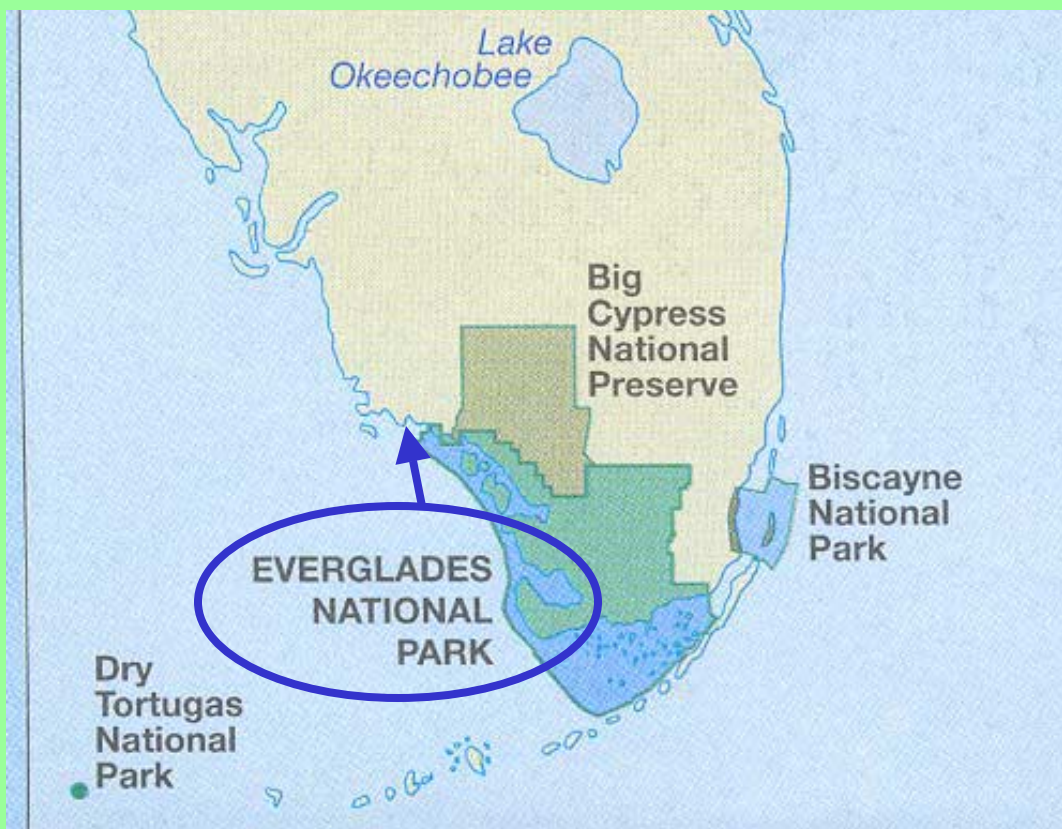 Lake
Okeechobee
Big
Cypress
National
Preserve
Biscayne
National
Park
EVERGLADES
NATIONAL
PARK
Dry
Tortugas
National
Park